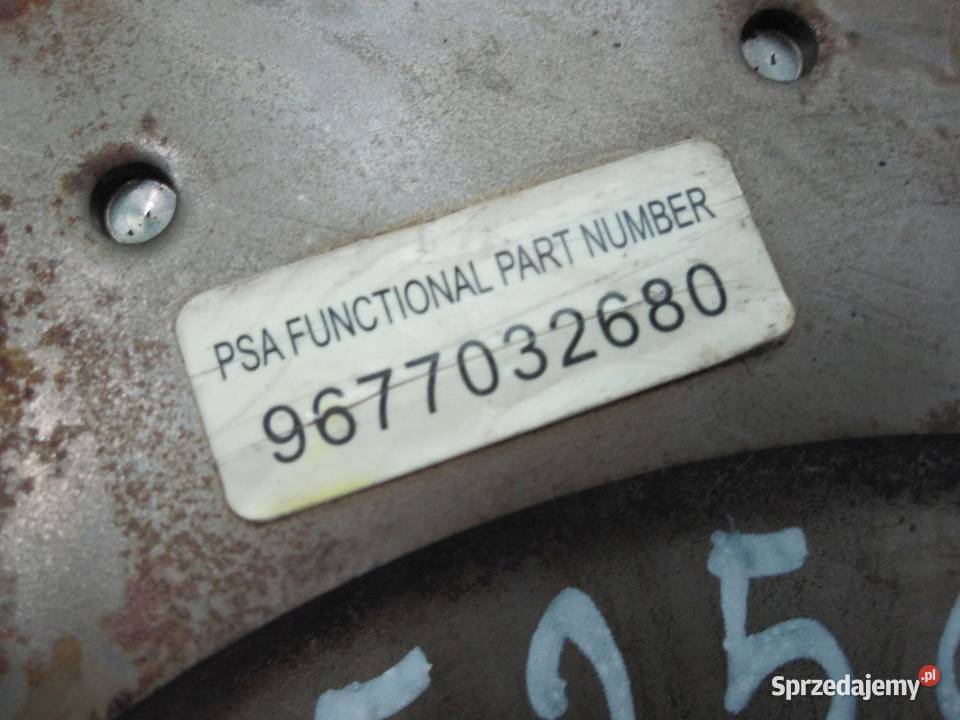 PSA FUNCTIONAL PART NUMBER
9677032680
Sprzedajemy.pl